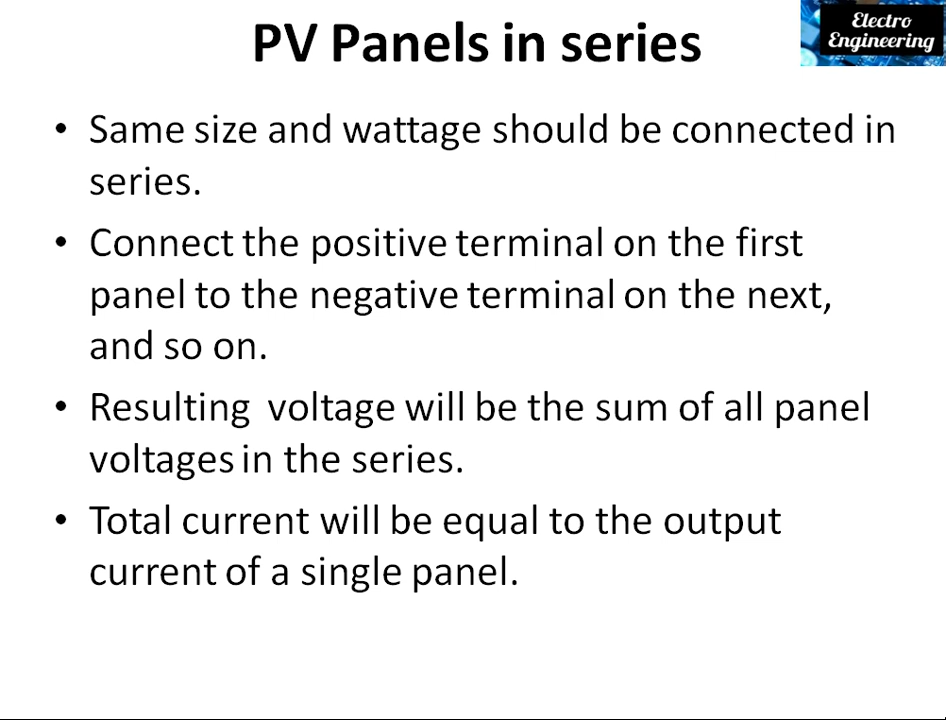 PV Panels in series
Electro
Engineering
• Same size and wattage should be connected in
series.
• Connect the positive terminal on the first
panel to the negative terminal on the next,
and so on.
• Resulting  voltage will be the sum of all panel
voltages in the series.
• Total current will be equal to the output
current of a single panel.